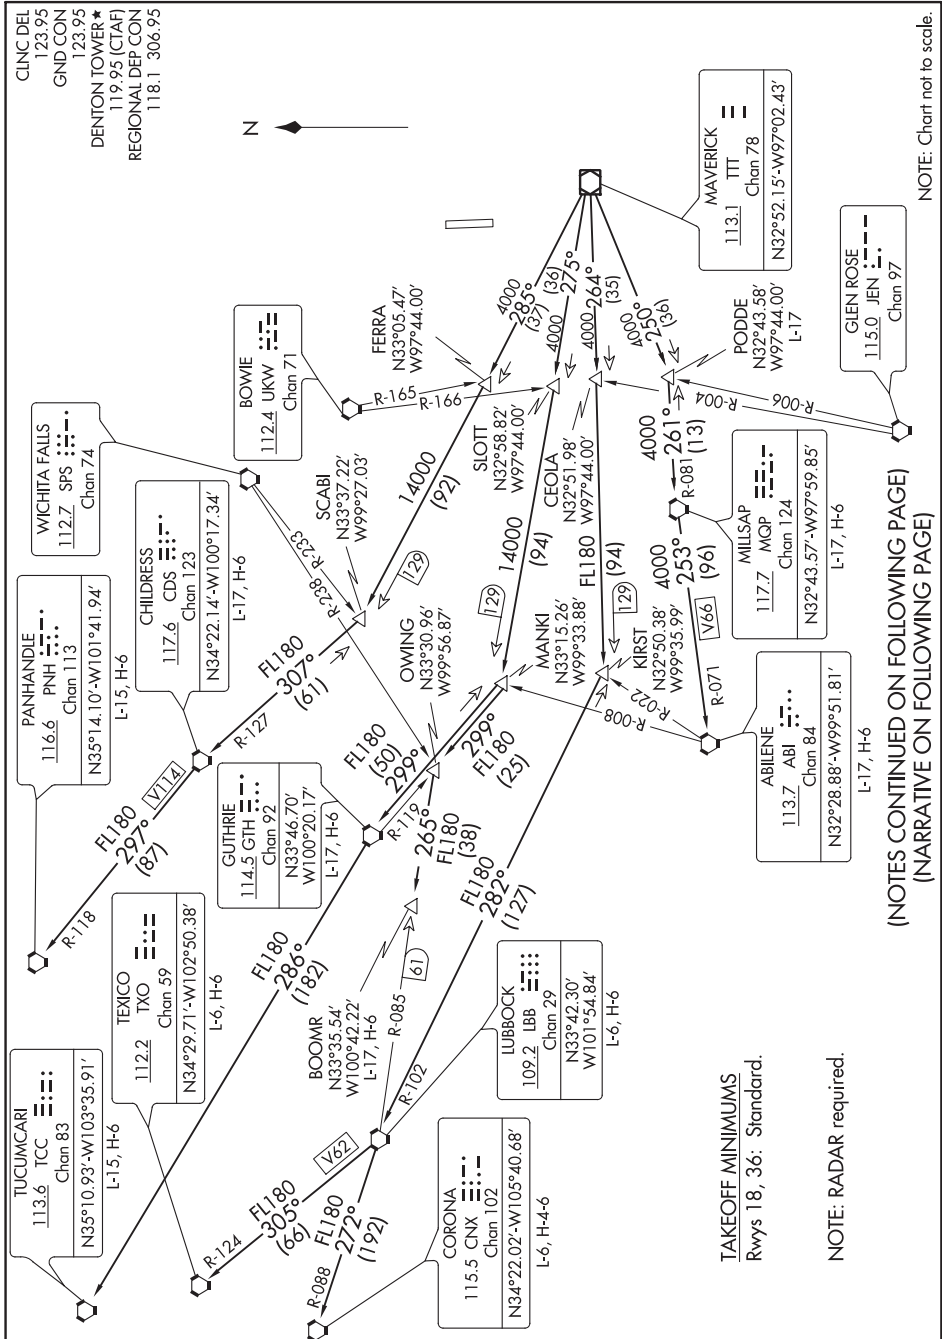 CLNC DEL
123.95
GND CON
123.95
DENTON TOWER★
119.95 (CTAF)
REGIONAL DEP CON
118.1 306.95
N
TUCUMCARI
113.6 TCC
Chan 83
N35°10.93'-W103°35.91'
L-15, H-6
PANHANDLE
116.6 PNH
Chan 113
N35°14.10'-W101°41.94'
L-15, H-6
WICHITA FALLS
112.7 SPS
Chan 74
CHILDRESS
117.6 CDS
Chan 123
N34°22.14'-W100°17.34'
L-17, H-6
BOWIE
112.4 UKW
Chan 71
TEXICO
112.2 TXO
Chan 59
N34°29.71'-W102°50.38'
L-6, H-6
GUTHRIE
114.5 GTH
Chan 92
N33°46.70'
W100°20.17'
L-17, H-6
R-118
FL180
297°
(87)
V114
R-127
FL180
307°
(61)
R-238
R-233
SCABI
N33°37.22'
W99°27.03'
14000
(92)
129
R-165
R-166
FERRA
N33°05.47'
W97°44.00'
4000
285°
(37)
MAVERICK
113.1 TTT
Chan 78
N32°52.15'-W97°02.43'
FL180
286°
(182)
R-119
FL180
(50)
299°
299°
FL180
(25)
OWING
N33°30.96'
W99°56.87'
265°
FL180
(38)
MANKI
N33°15.26'
W99°33.88'
129
14000
(94)
SLOTT
N32°58.82'
W97°44.00'
4000
275°
(36)
BOOMR
N33°35.54'
W100°42.22'
L-17, H-6
R-085
61
CEOLA
N32°51.98'
W97°44.00'
4000
264°
(35)
FL180
(94)
129
KIRST
N32°50.38'
W99°35.99'
R-008
R-022
R-124
FL180
305°
(66)
V62
R-102
FL180
282°
(127)
LUBBOCK
109.2 LBB
Chan 29
N33°42.30'
W101°54.84'
L-6, H-6
R-088
FL180
272°
(192)
CORONA
115.5 CNX
Chan 102
N34°22.02'-W105°40.68'
L-6, H-4-6
4000
250°
(36)
PODDE
N32°43.58'
W97°44.00'
L-17
4000
261°
(13)
R-081
R-004
R-006
4000
253°
(96)
V66
R-071
MILLSAP
117.7 MQP
Chan 124
N32°43.57'-W97°59.85'
L-17, H-6
ABILENE
113.7 ABI
Chan 84
N32°28.88'-W99°51.81'
L-17, H-6
GLEN ROSE
115.0 JEN
Chan 97
TAKEOFF MINIMUMS
Rwys 18, 36: Standard.
NOTE: RADAR required.
(NOTES CONTINUED ON FOLLOWING PAGE)
(NARRATIVE ON FOLLOWING PAGE)
NOTE: Chart not to scale.